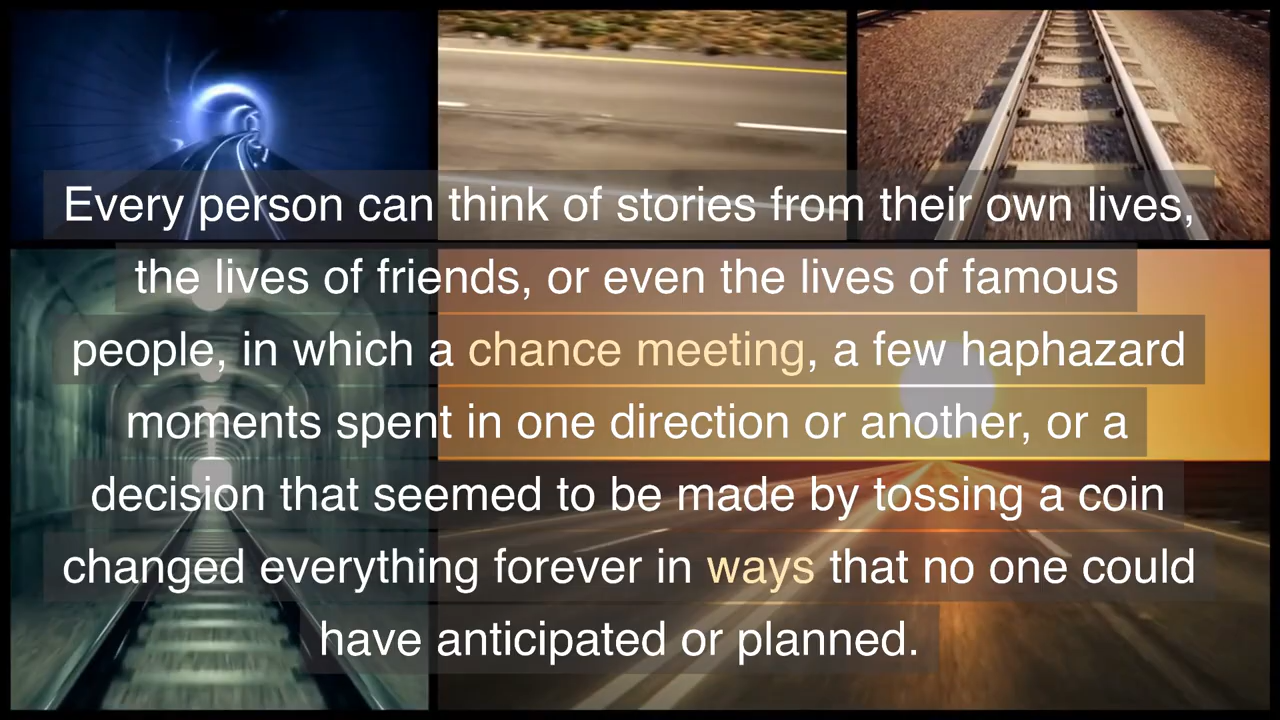 Every person can think of stories from their own lives,
the lives of friends, or even the lives of famous
people, in which a chance meeting, a few haphazard
moments spent in one direction or another, or a
decision that seemed to be made by tossing a coin
changed everything forever in ways that no one could
have anticipated or planned.